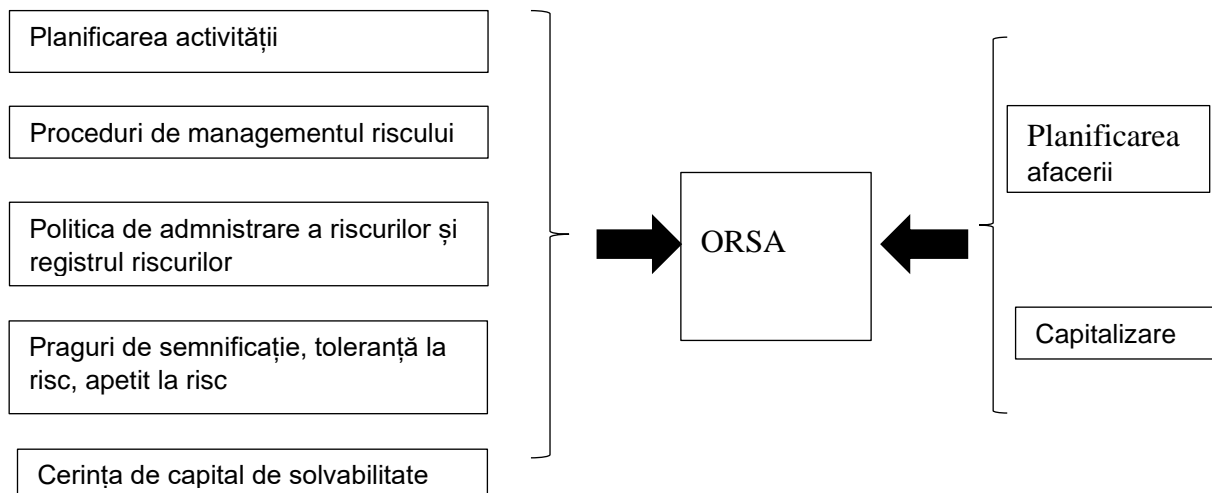 Planificarea activității
Proceduri de managementul riscului
Politica de admnistrare a riscurilor și
registrul riscurilor
Praguri de semnificație, toleranță la
risc, apetit la risc
Cerința de capital de solvabilitate
ORSA
Planificarea
afacerii
Capitalizare